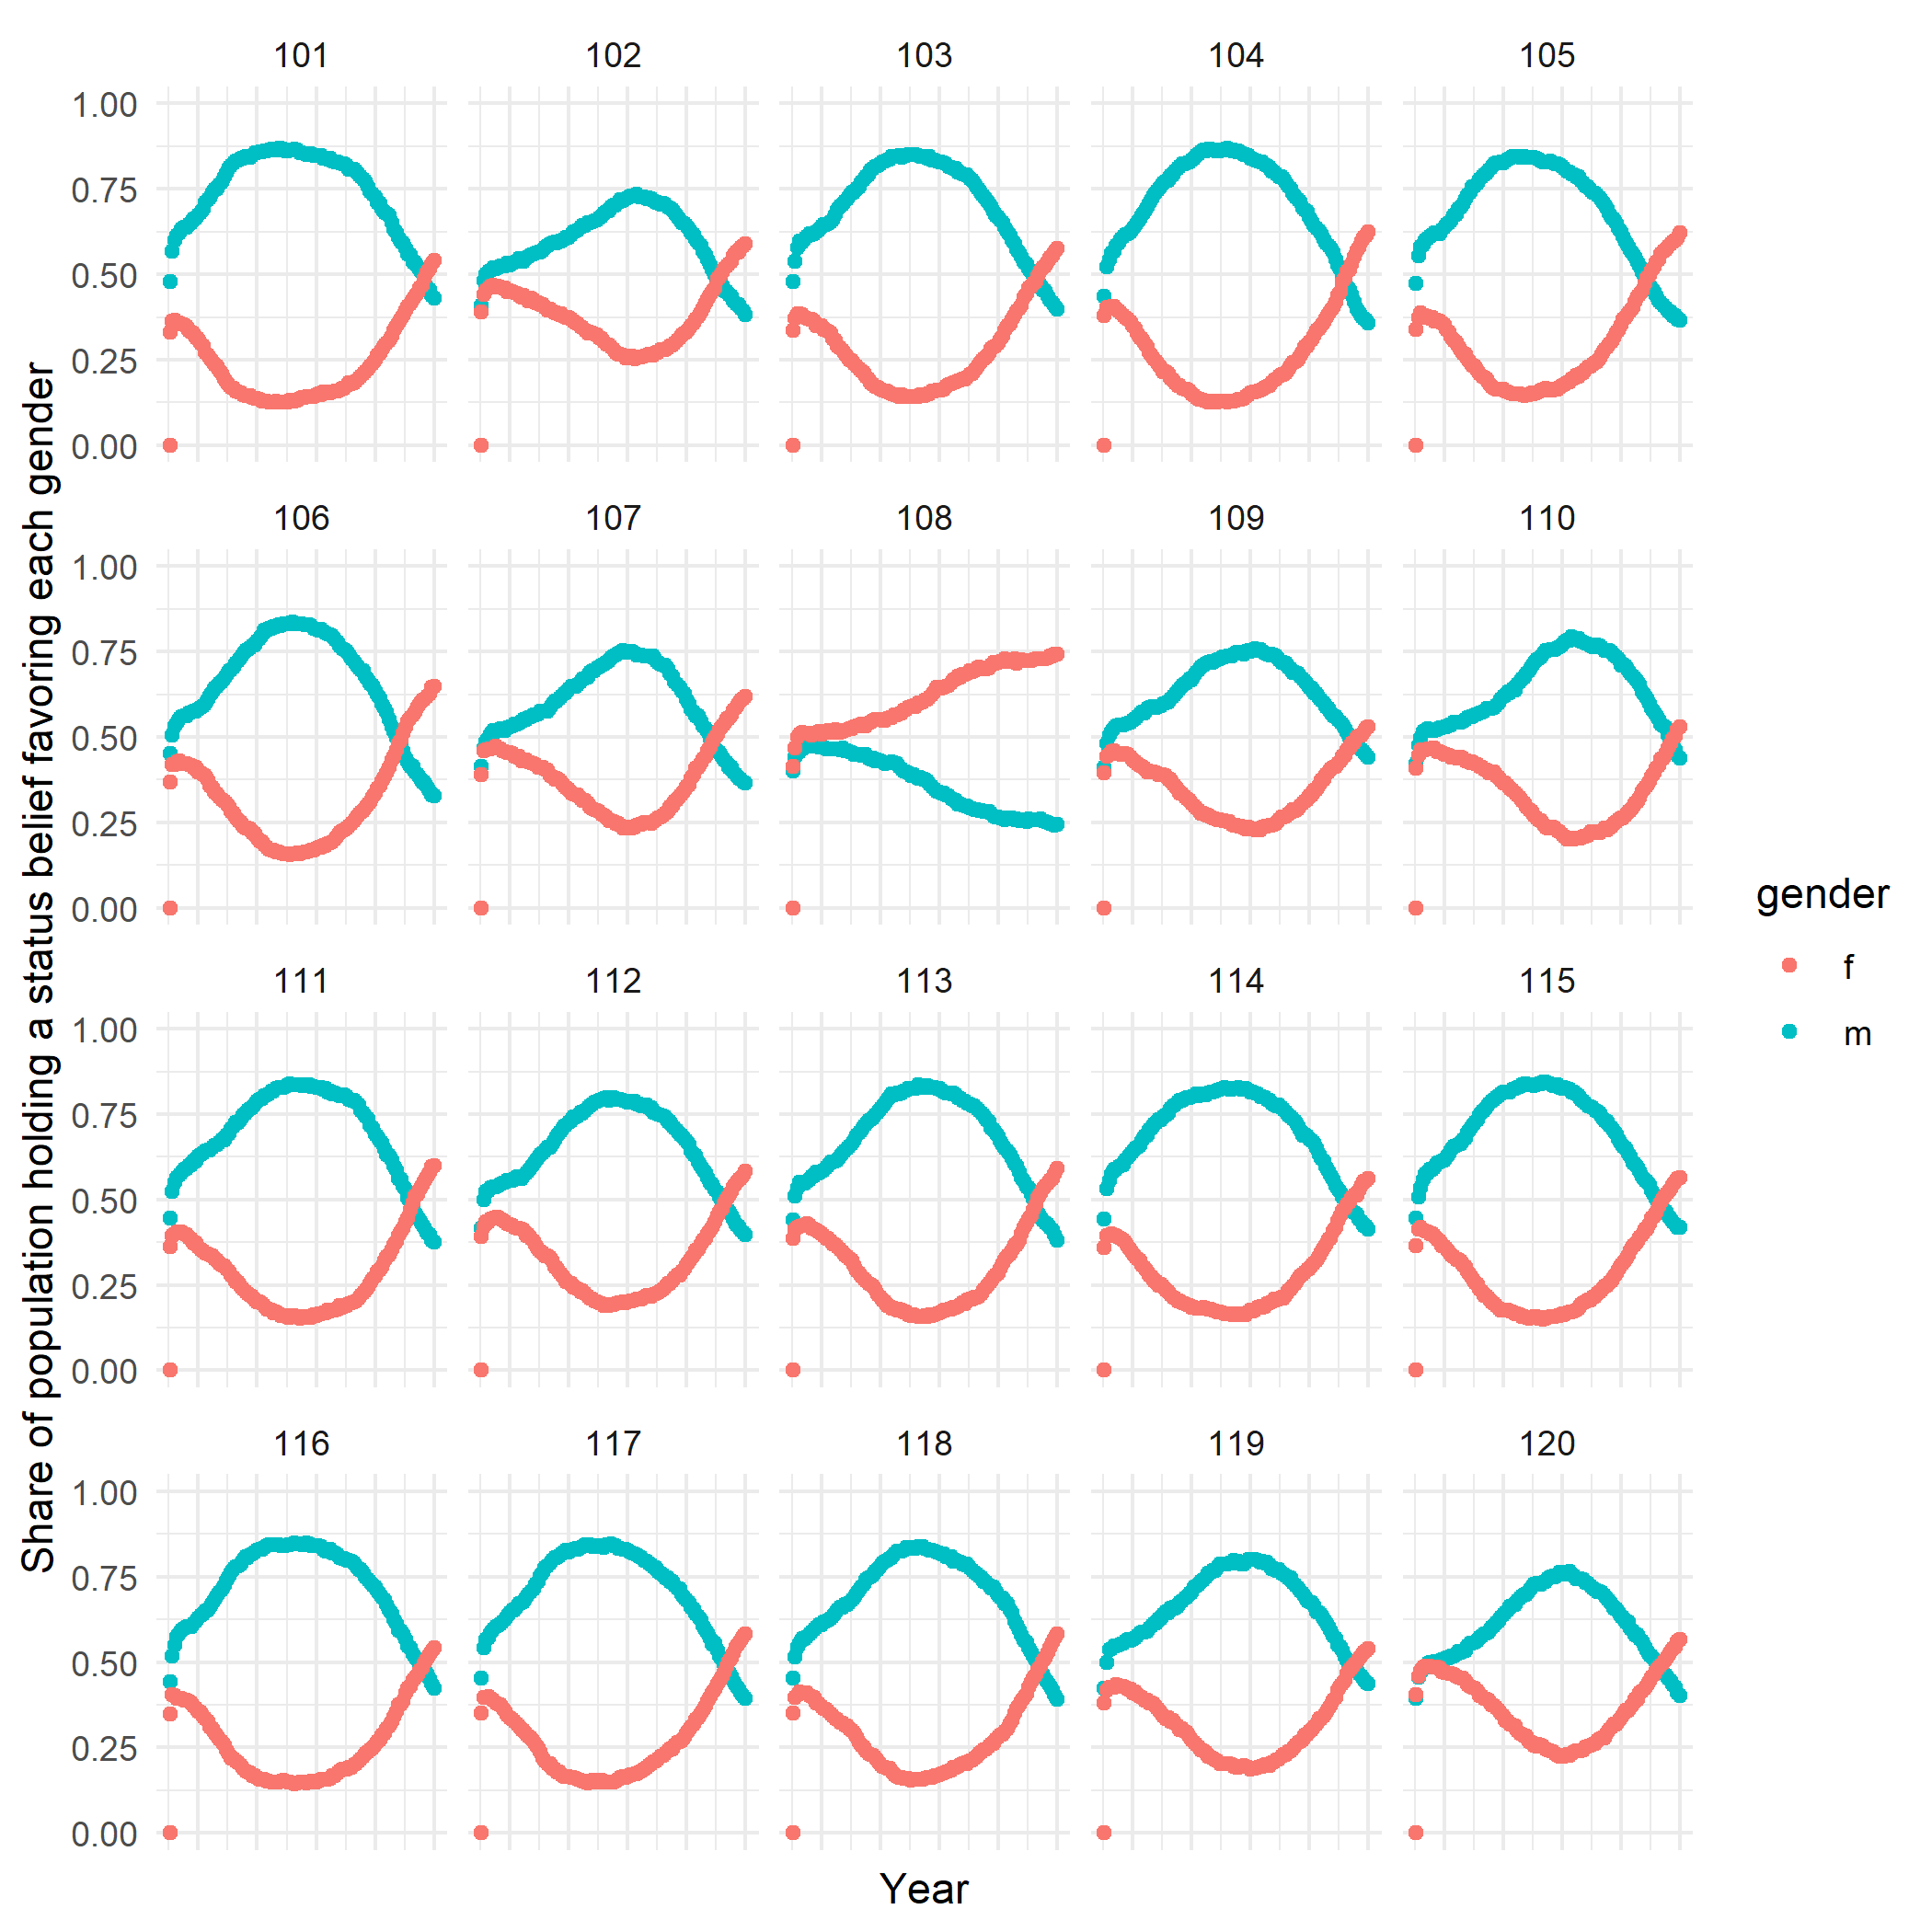 101 102 103 104 105
1.00
0.75
0.50
0.25
0.00
106 107 108 109 110
1.00
0.75
0.50
0.25
0.00
111 112 113 114 115
1.00
0.75
0.50
0.25
0.00
116 117 118 119 120
1.00
0.75
0.50
0.25
0.00
Share of population holding a status belief favoring each gender
Year
gender
f
m